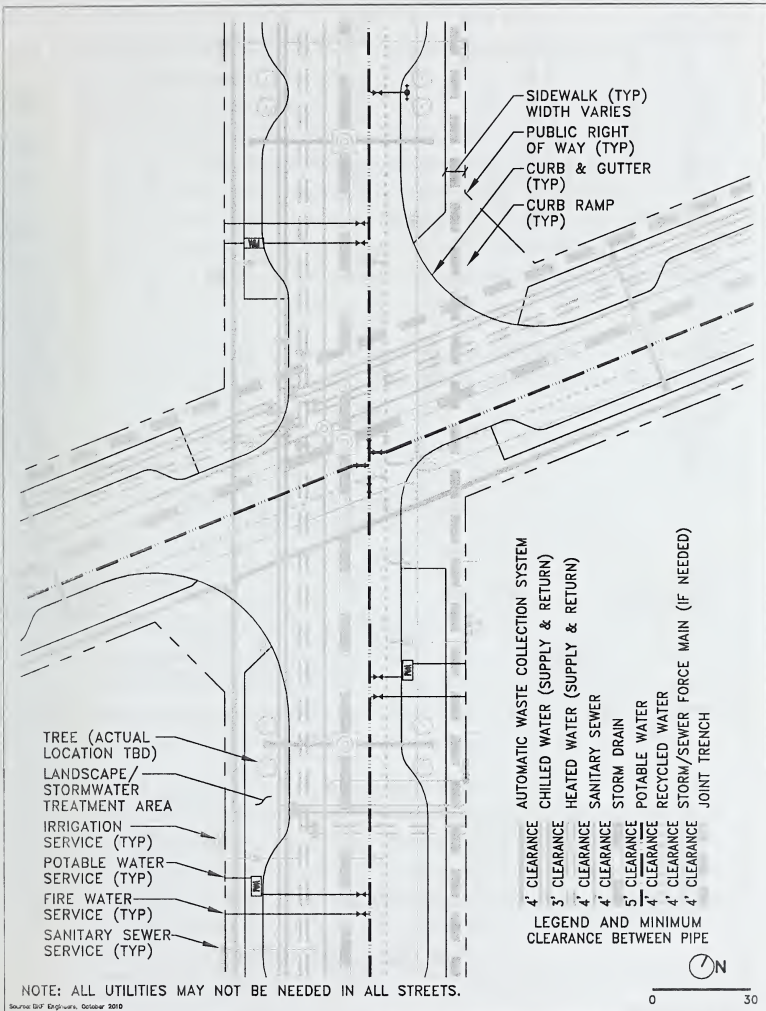 SIDEWALK (TYP)
WIDTH VARIES
PUBLIC RIGHT
OF WAY (TYP)
CURB & GUTTER
(TYP)
CURB RAMP
(TYP)
TREE (ACTUAL
LOCATION TBD)
LANDSCAPE/
STORMWATER
TREATMENT AREA
IRRIGATION
SERVICE (TYP)
POTABLE WATER
SERVICE (TYP)
FIRE WATER
SERVICE (TYP)
SANITARY SEWER
SERVICE (TYP)
AUTOMATIC WASTE COLLECTION SYSTEM
CHILLED WATER (SUPPLY & RETURN)
HEATED WATER (SUPPLY & RETURN)
SANITARY SEWER
STORM DRAIN
POTABLE WATER
RECYCLED WATER
STORM/SEWER FORCE MAIN (IF NEEDED)
JOINT TRENCH
4' CLEARANCE
3' CLEARANCE
4' CLEARANCE
4' CLEARANCE
5' CLEARANCE
4' CLEARANCE
4' CLEARANCE
4' CLEARANCE
LEGEND AND MINIMUM
CLEARANCE BETWEEN PIPE
N
0 30
NOTE: ALL UTILITIES MAY NOT BE NEEDED IN ALL STREETS.
Source: BKF Engineers, October 2010